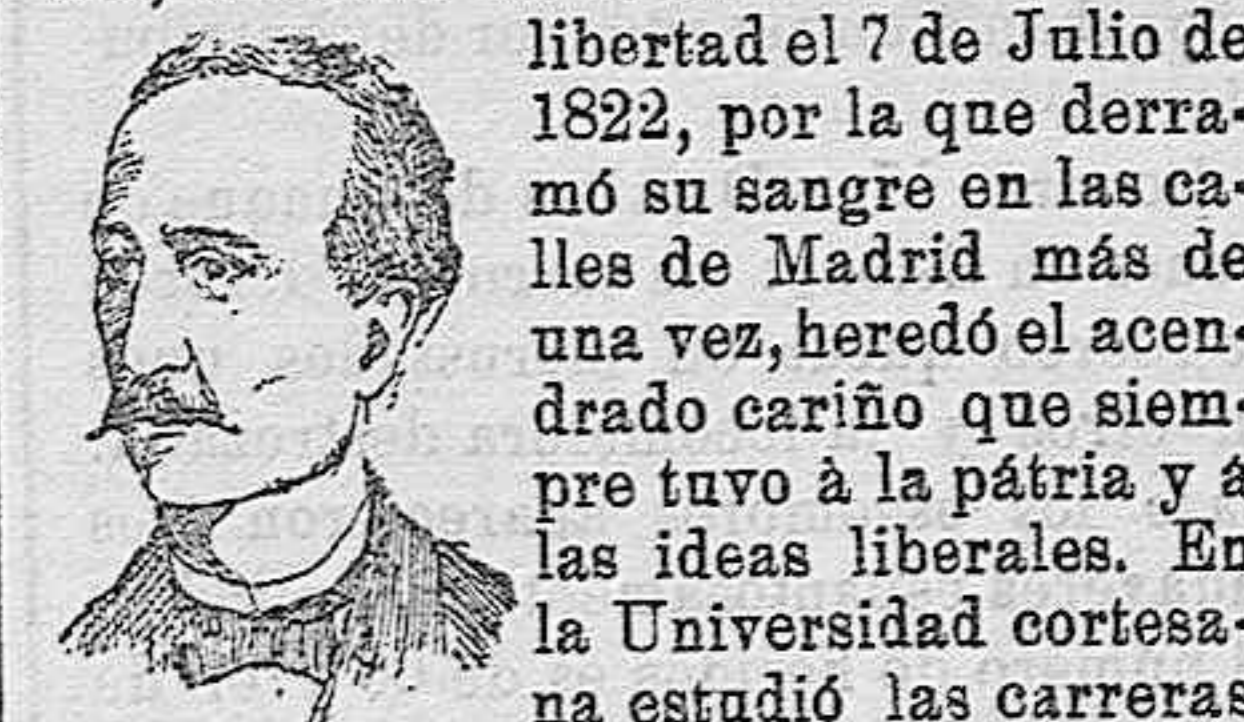 libertad el 7 de Julio de
1822, por la que derra-
mó su sangre en las ca-
lles de Madrid más de
una vez, heredó el acen-
drado cariño que siem-
pre tuvo à la pátria y á
las ideas liberales. En
la Universidad cortesa-
na estudió las carreras